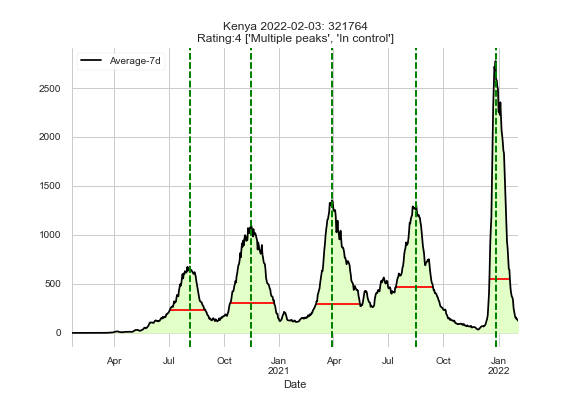 Kenya 2022-02-03: 321764
Rating:4 ['Multiple peaks', 'In control']
Average-7d
2500
2000
1500
1000
500
0
Apr Jul Oct Jan Apr Jul Oct Jan
2021 2022
Date